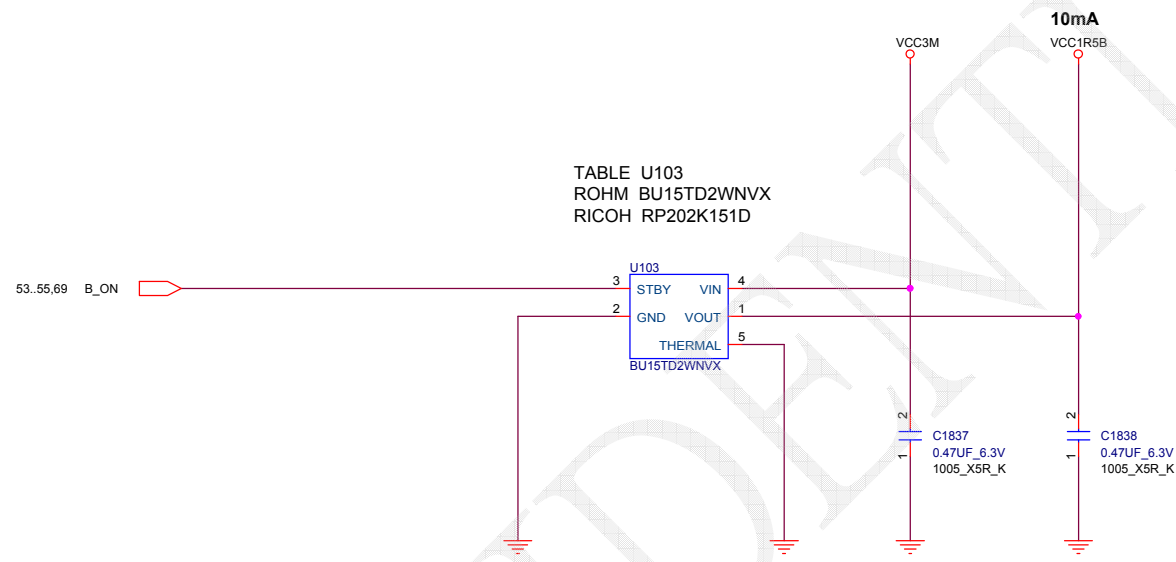 10mA
VCC3M
VCC1R5B
TABLE U103
ROHM BU15TD2WNVX
RICOH RP202K151D
U103
53..55,69 B_ON
3 STBY VIN 4
2 GND VOUT 1
THERMAL 5
BU15TD2WNVX
2
1
C1837
0.47UF_6.3V
1005_X5R_K
2
1
C1838
0.47UF_6.3V
1005_X5R_K